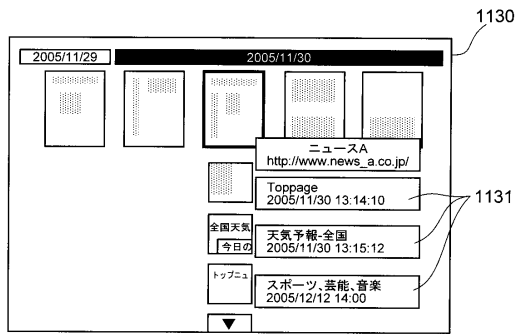 1130
2005/11/29
2005/11/30
ニュースA
http://www.news_a.co.jp/
Toppage
2005/11/30 13:14:10
1131
全国天気
今日の
天気予報-全国
2005/11/30 13:15:12
トップニュ
スポーツ、芸能、音楽
2005/12/12 14:00